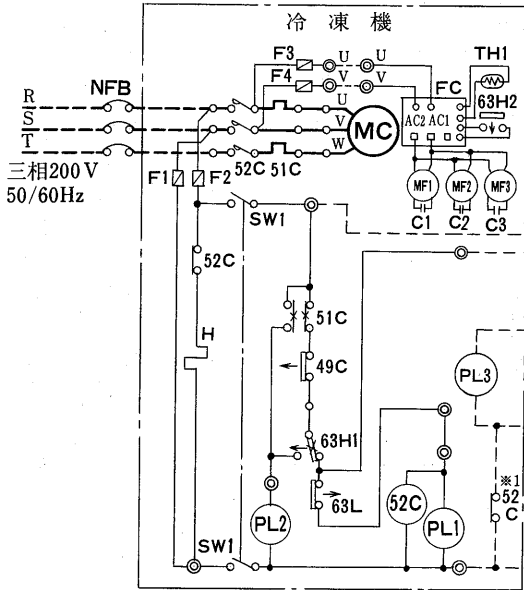 冷凍機
F3 U U
F4 V V
TH1
FC
63H2
NFB
R
S
T
U
V
W
MC
AC2 AC1
三相200V
50/60Hz
F1 F2
52C 51C
MF1 MF2 MF3
C1 C2 C3
SW1
52C
51C
H
49C
PL3
63H1
※1
52
C
63L
52C
PL2
PL1
SW1